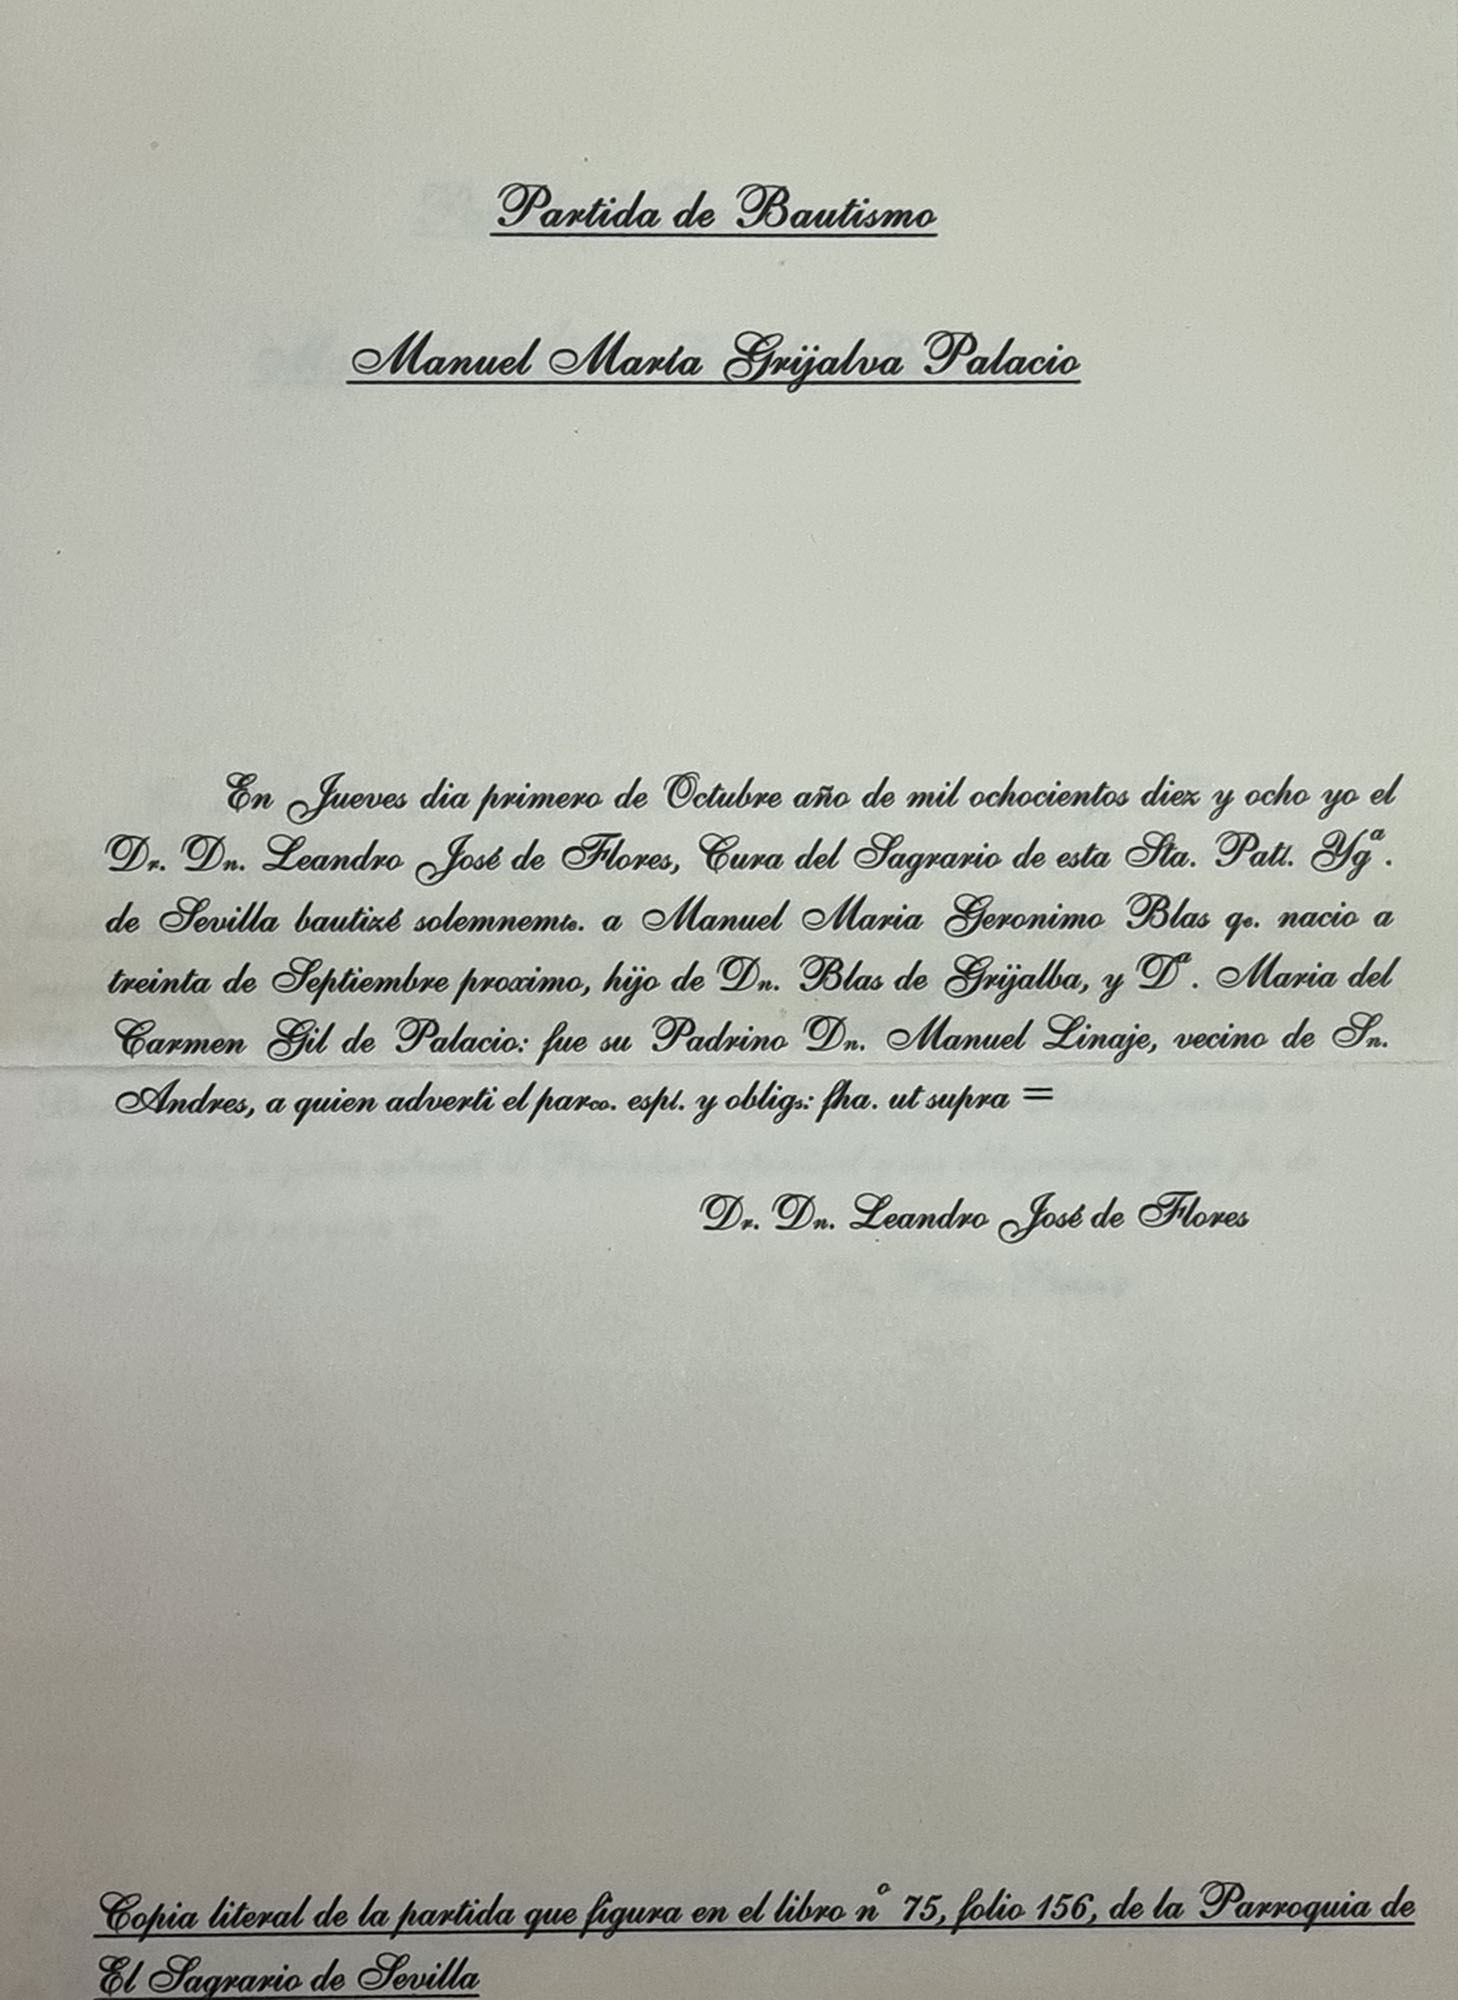 Partida de Bautismo
Manuel María Grijalva Palacio
En Jueves dia primero de Octubre año de mil ochocientos diez y ocho yo el
Dr. Dn. Leandro José de Flores, Cura del Sagrario de esta Sta. Patl. Ygª.
de Sevilla bautizé solemnemte. a Manuel Maria Geronimo Blas qe. nacio a
treinta de Septiembre proximo, hijo de Dn. Blas de Grijalba, y Dª. Maria del
Carmen Gil de Palacio: fue su Padrino Dn. Manuel Linaje, vecino de Sn.
Andres, a quien adverti el parco. espl. y obligs: fha. ut supra =
Dr. Dn. Leandro José de Flores
Copia literal de la partida que figura en el libro nº 75, folio 156, de la Parroquia de
El Sagrario de Sevilla